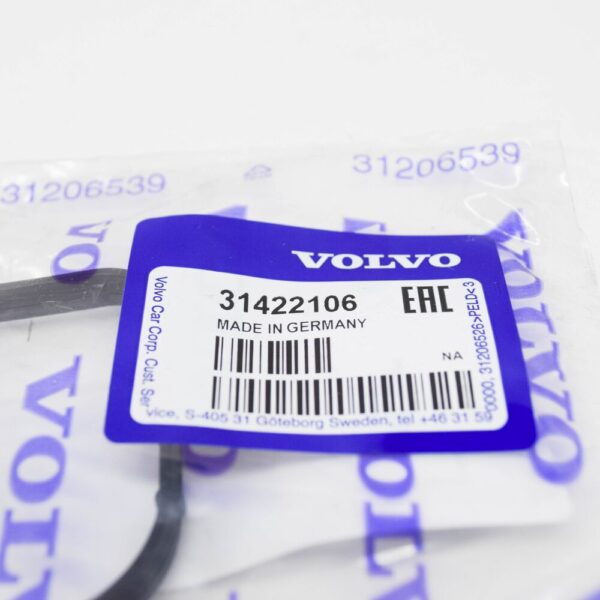 31206539
31206539
VOLVO
VOLVO
31422106
EAC
MADE IN GERMANY
NA
Volvo Car Corp. Cust. Ser
vice, S-405 31 Göteborg Sweden, tel +46 31 59
0000, 31206526>PELD<3
VOLVO
VOLVO
VOLVO